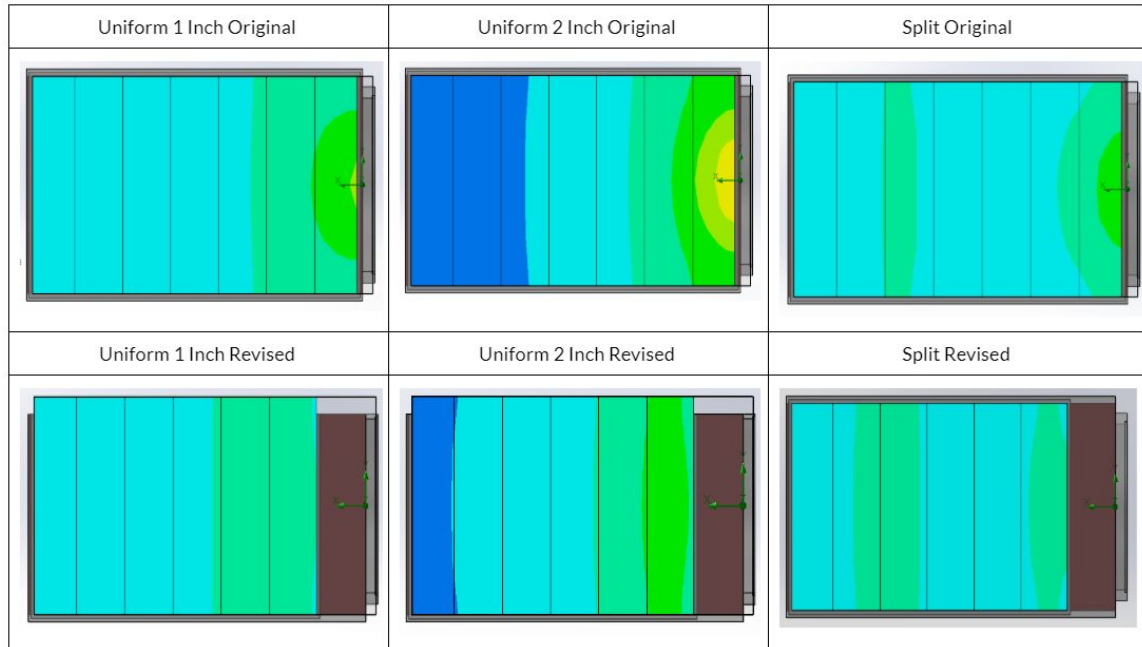 Uniform 1 Inch Original
Uniform 2 Inch Original
Split Original
Uniform 1 Inch Revised
Uniform 2 Inch Revised
Split Revised